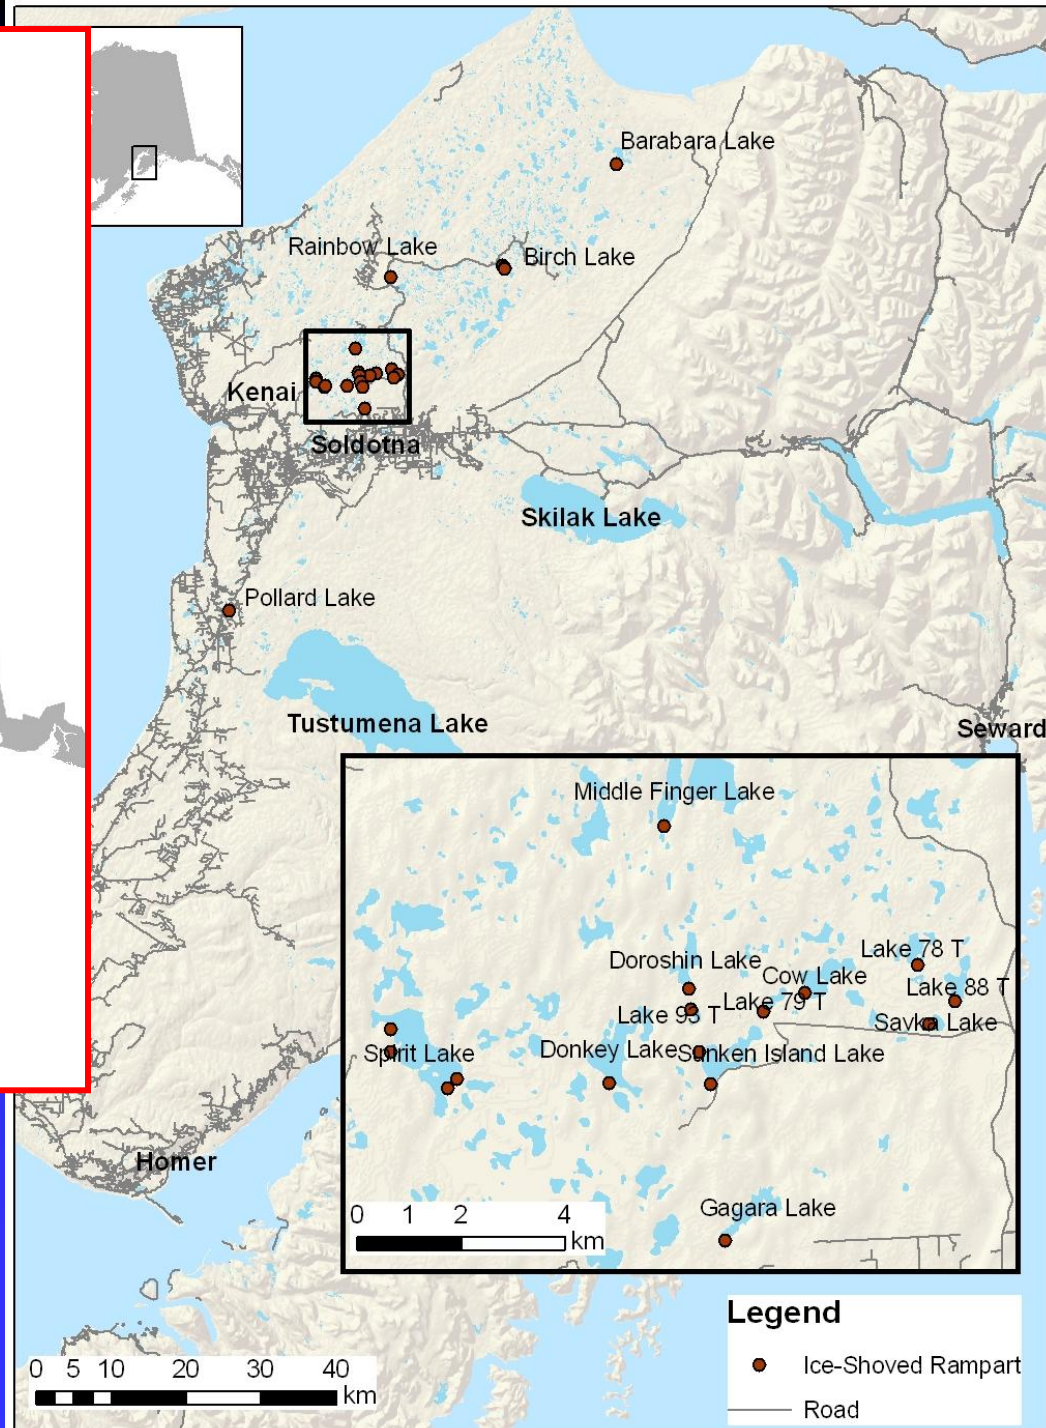 Barabara Lake
Rainbow Lake
Birch Lake
Kenai
Soldotna
Skilak Lake
Pollard Lake
Tustumena Lake
Seward
Middle Finger Lake
Doroshin Lake
Lake 78 T
Cow Lake
Lake 88 T
Lake 93 T
Lake 79 T
Savka Lake
Spirit Lake
Donkey Lake
Sunken Island Lake
Homer
Gagara Lake
0 1 2 4
km
Legend
Ice-Shoved Rampart
Road
0 5 10 20 30 40
km